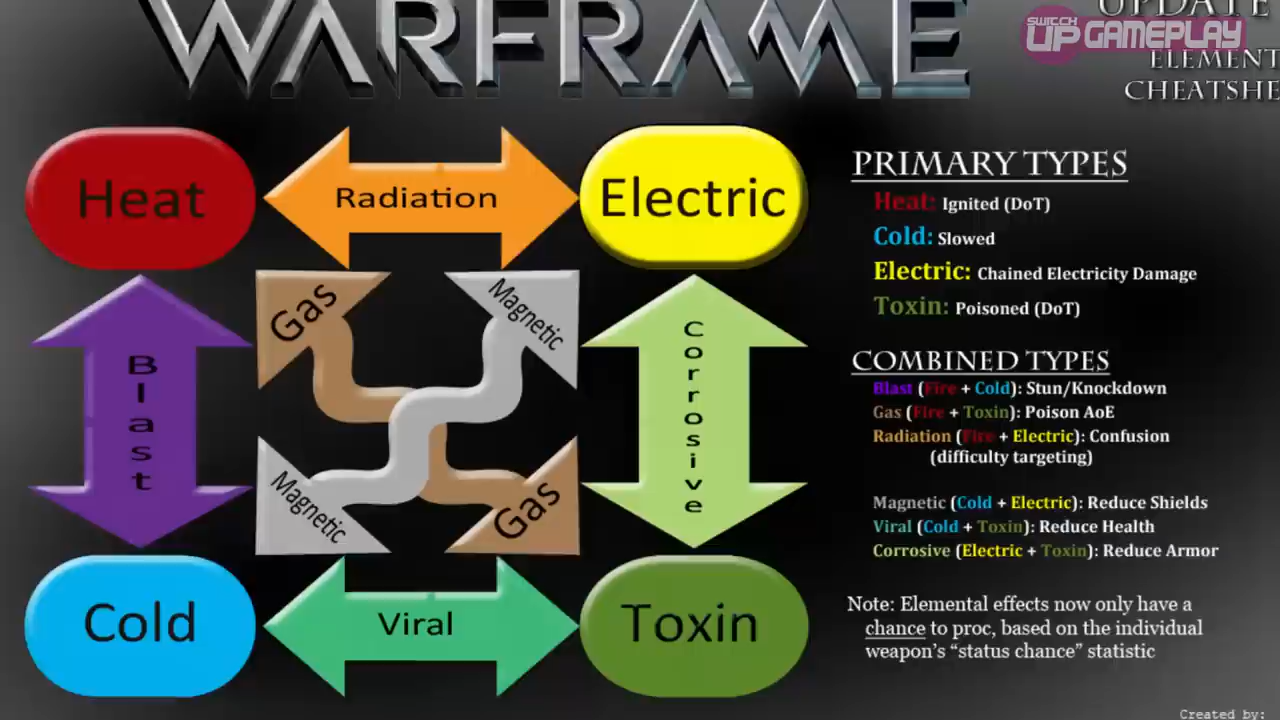 WARFRAME
UPDATE
SWITCH
UP GAMEPLAY
ELEMENT
CHEATSHE
Heat
Radiation
Electric
PRIMARY TYPES
Heat: Ignited (DoT)
Cold: Slowed
Electric: Chained Electricity Damage
Toxin: Poisoned (DoT)
Gas
Magnetic
Blast
Corrosive
Magnetic
Gas
COMBINED TYPES
Blast (Fire + Cold): Stun/Knockdown
Gas (Fire + Toxin): Poison AoE
Radiation (Fire + Electric): Confusion
(difficulty targeting)
Magnetic (Cold + Electric): Reduce Shields
Viral (Cold + Toxin): Reduce Health
Corrosive (Electric + Toxin): Reduce Armor
Cold
Viral
Toxin
Note: Elemental effects now only have a
chance to proc, based on the individual
weapon's “status chance” statistic
Created by: